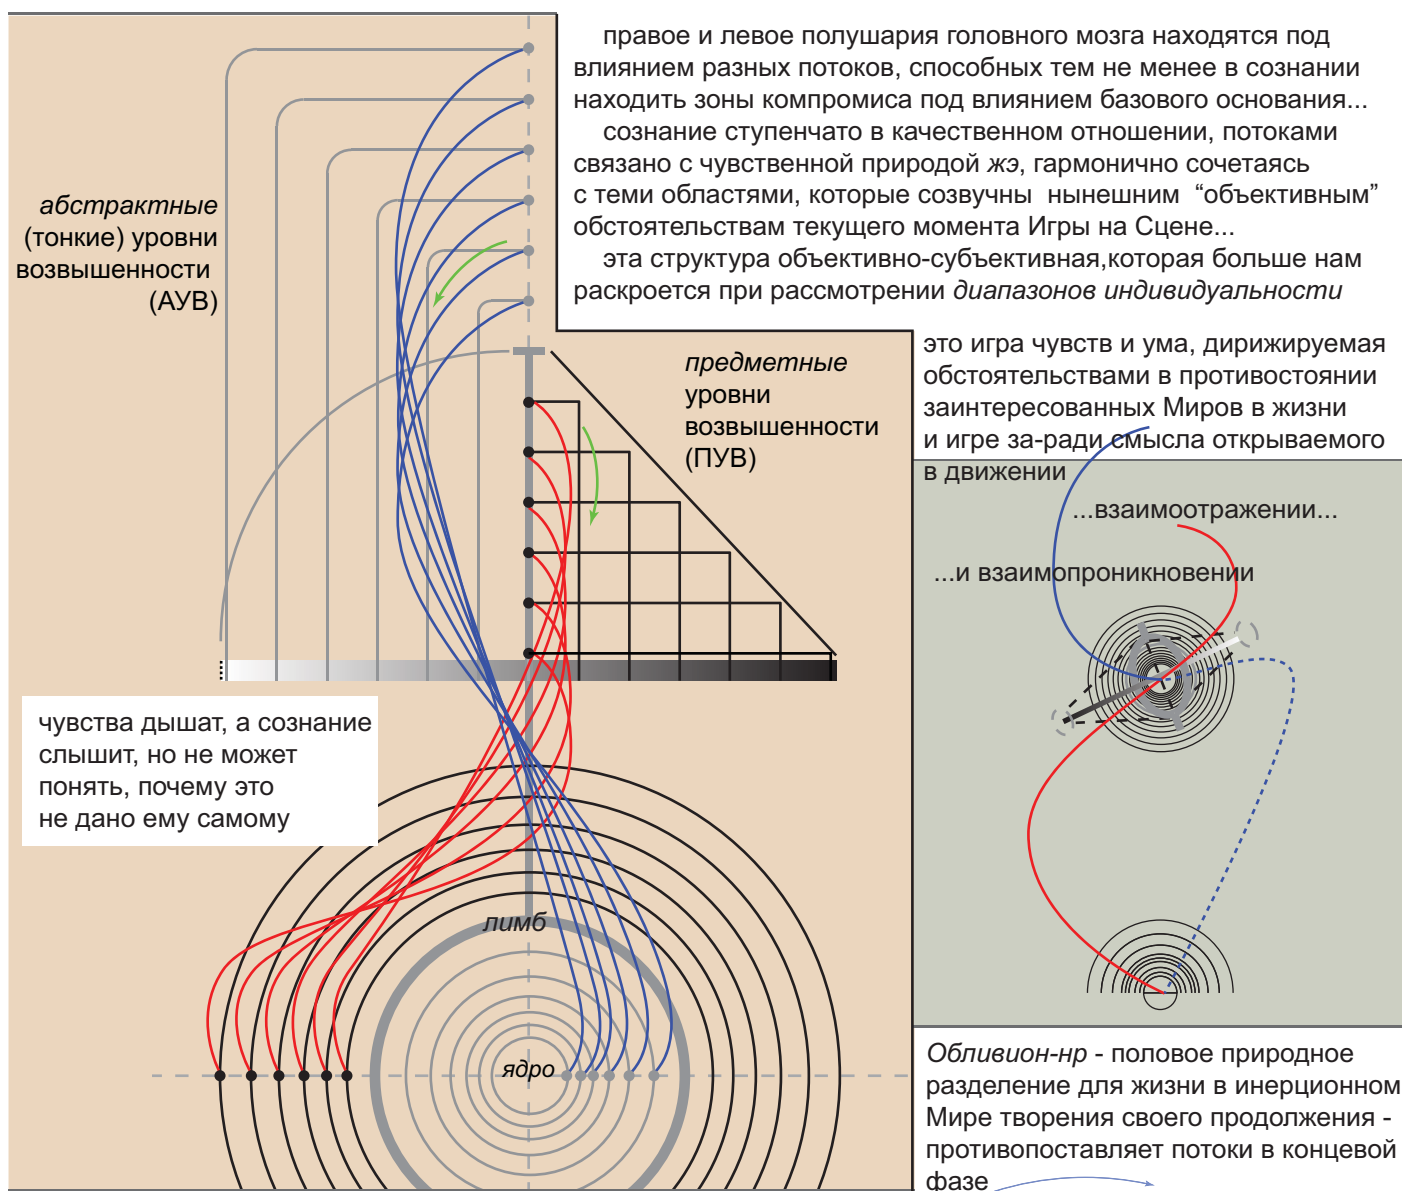 правое и левое полушария головного мозга находятся под
влиянием разных потоков, способных тем не менее в сознании
находить зоны компромиса под влиянием базового основания...
сознание ступенчато в качественном отношении, потоками
связано с чувственной природой жэ, гармонично сочетаясь
с теми областями, которые созвучны нынешним “объективным”
обстоятельствам текущего момента Игры на Сцене...
эта структура объективно-субъективная,которая больше нам
раскроется при рассмотрении диапазонов индивидуальности
абстрактные
(тонкие) уровни
возвышенности
(АУВ)
предметные
уровни
возвышенности
(ПУВ)
это игра чувств и ума, дирижируемая
обстоятельствами в противостоянии
заинтересованных Миров в жизни
и игре за-ради смысла открываемого
в движении
...взаимоотражении...
...и взаимопроникновении
чувства дышат, а сознание
слышит, но не может
понять, почему это
не дано ему самому
лимб
ядро
Обливион-нр - половое природное
разделение для жизни в инерционном
Мире творения своего продолжения -
противопоставляет потоки в концевой
фазе